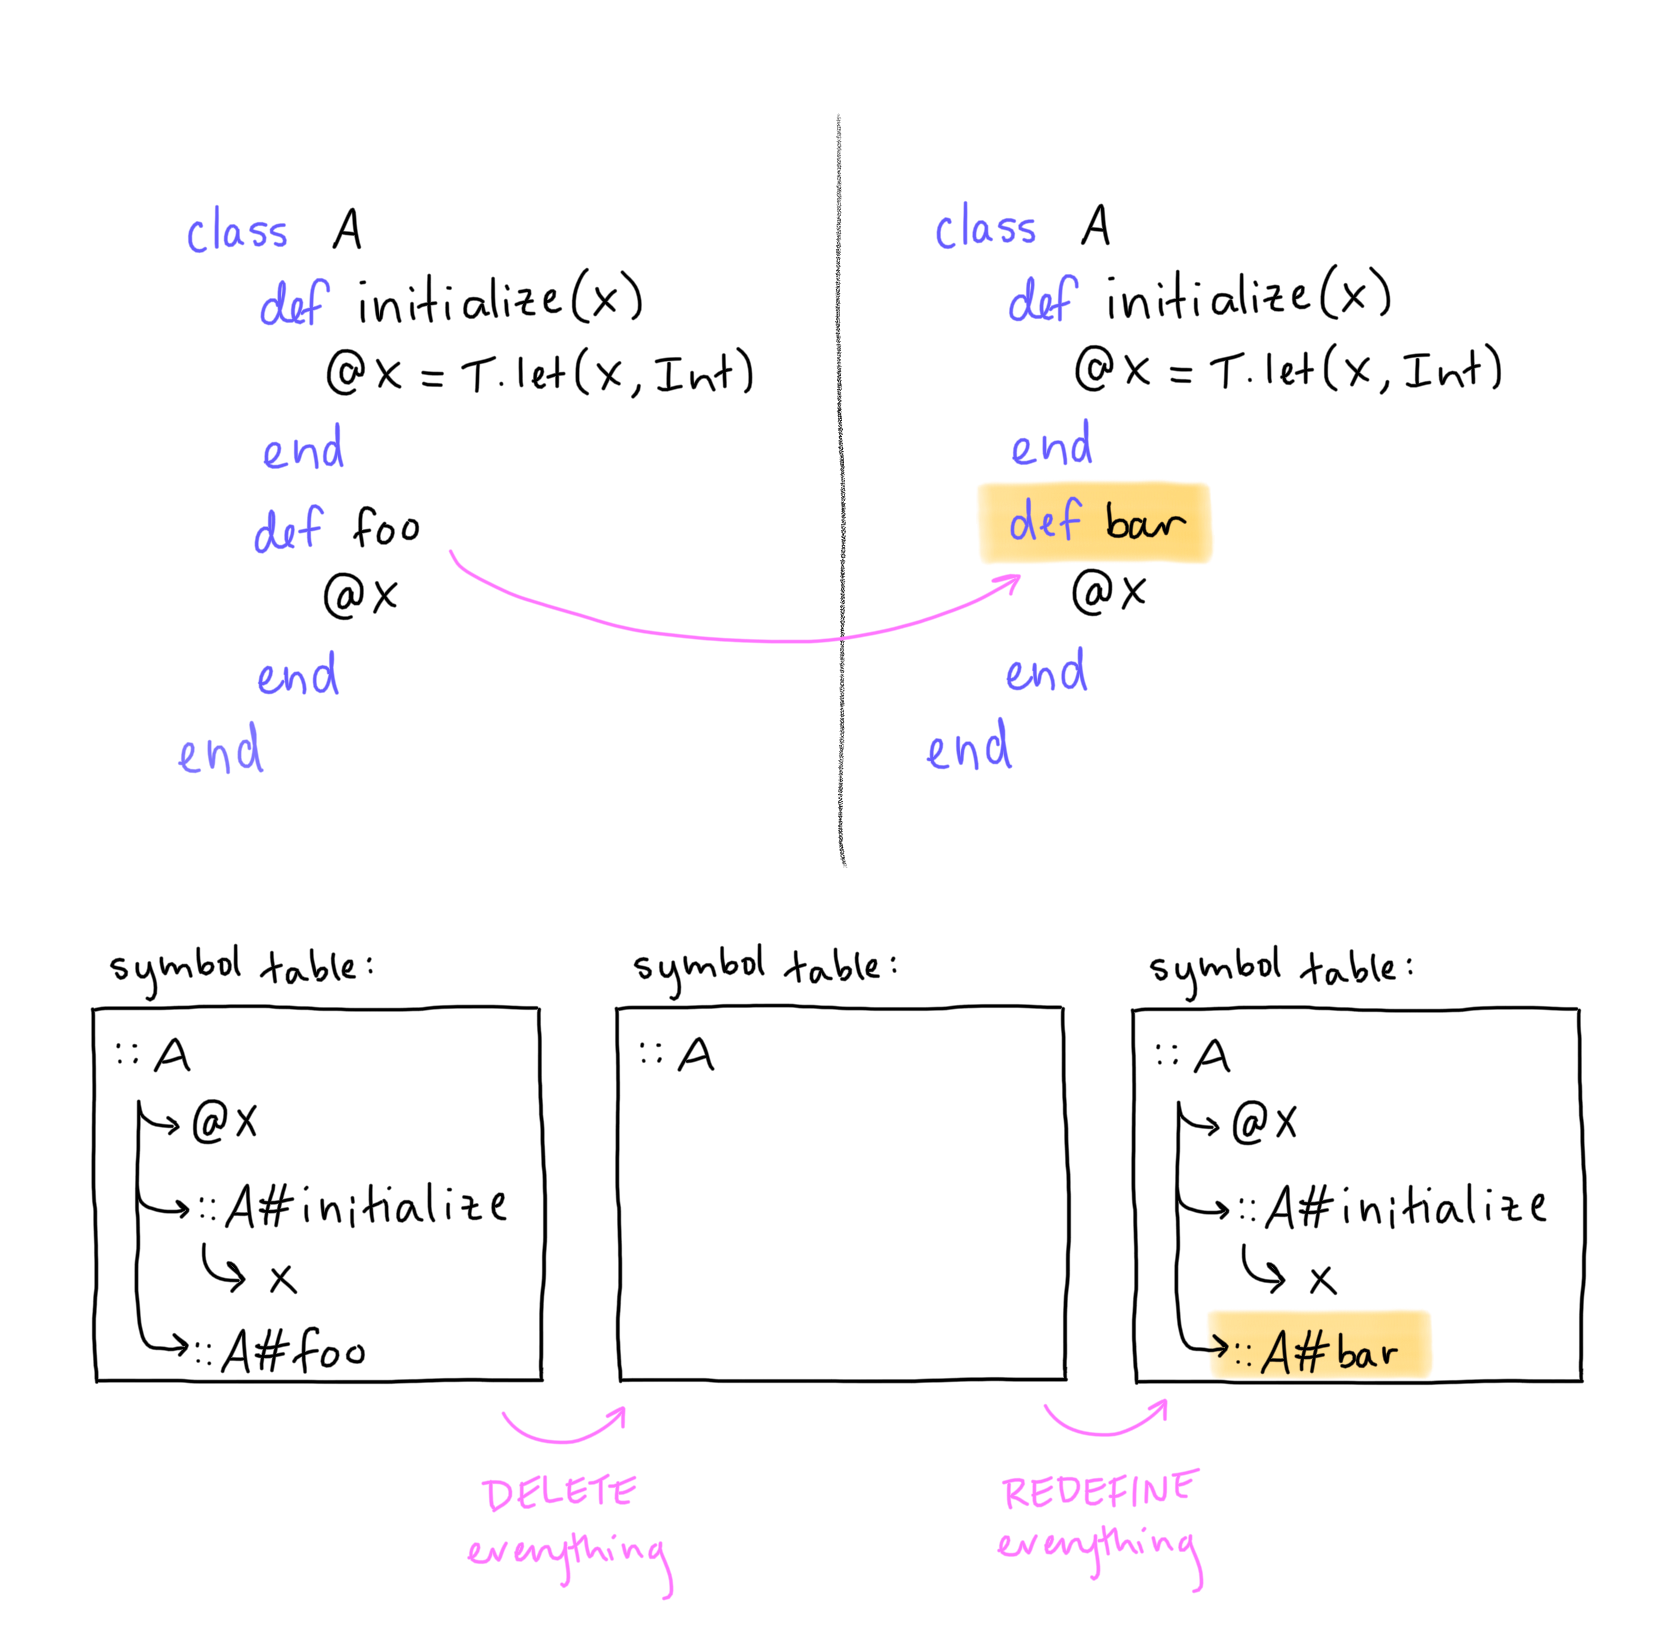 class A
def initialize(x)
@x = T.let(x, Int)
end
def foo
@x
end
end
class A
def initialize(x)
@x = T.let(x, Int)
end
def bar
@x
end
end
symbol table:
::A
@x
::A#initialize
x
::A#foo
symbol table:
::A
symbol table:
::A
@x
::A#initialize
x
::A#bar
DELETE
everything
REDEFINE
everything